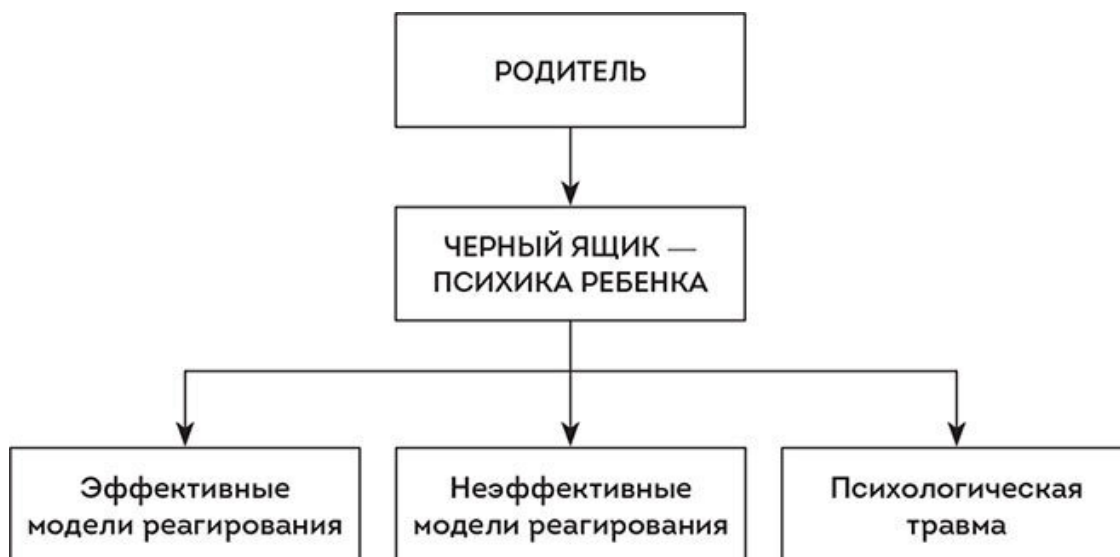 РОДИТЕЛЬ
ЧЕРНЫЙ ЯЩИК —
ПСИХИКА РЕБЕНКА
Эффективные
модели реагирования
Неэффективные
модели реагирования
Психологическая
травма